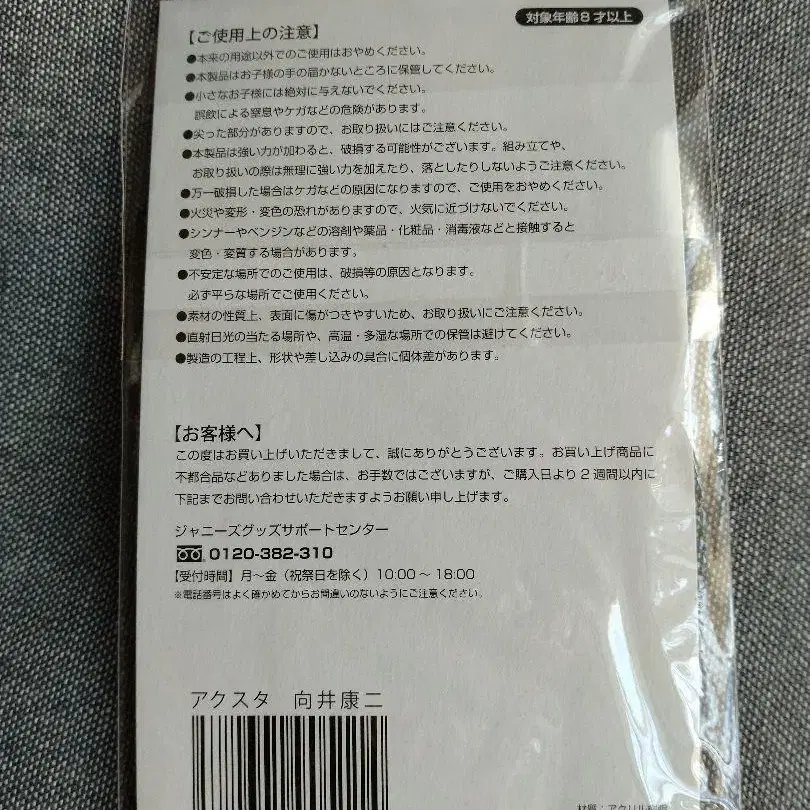 対象年齢8才以上
【ご使用上の注意】
●本来の用途以外でのご使用はおやめください。
●本製品はお子様の手の届かないところに保管してください。
●小さなお子様には絶対に与えないでください。
誤飲による窒息やケガなどの危険があります。
●尖った部分がありますので、お取り扱いにはご注意ください。
●本製品は強い力が加わると、破損する可能性がございます。組み立てや、
お取り扱いの際は無理に強い力を加えたり、落としたりしないようご注意ください。
●万一破損した場合はケガなどの原因になりますので、ご使用をおやめください。
●火災や変形・変色の恐れがありますので、火気に近づけないでください。
●シンナーやベンジンなどの溶剤や薬品・化粧品・消毒液などと接触すると
変色・変質する場合があります。
●不安定な場所でのご使用は、破損等の原因となります。
必ず平らな場所でご使用ください。
●素材の性質上、表面に傷がつきやすいため、お取り扱いにご注意ください。
●直射日光の当たる場所や、高温・多湿な場所での保管は避けてください。
●製造の工程上、形状や差し込みの具合に個体差があります。
【お客様へ】
この度はお買い上げいただきまして、誠にありがとうございます。お買い上げ商品に
不都合品などありました場合は、お手数ではございますが、ご購入日より2週間以内に
下記までお問い合わせいただきますようお願い申し上げます。
ジャニーズグッズサポートセンター
0120-382-310
【受付時間】月〜金（祝祭日を除く）10:00〜18:00
※電話番号はよく確かめてからお間違いのないようにご注意ください。
アクスタ 向井康二
材質：アクリル樹脂